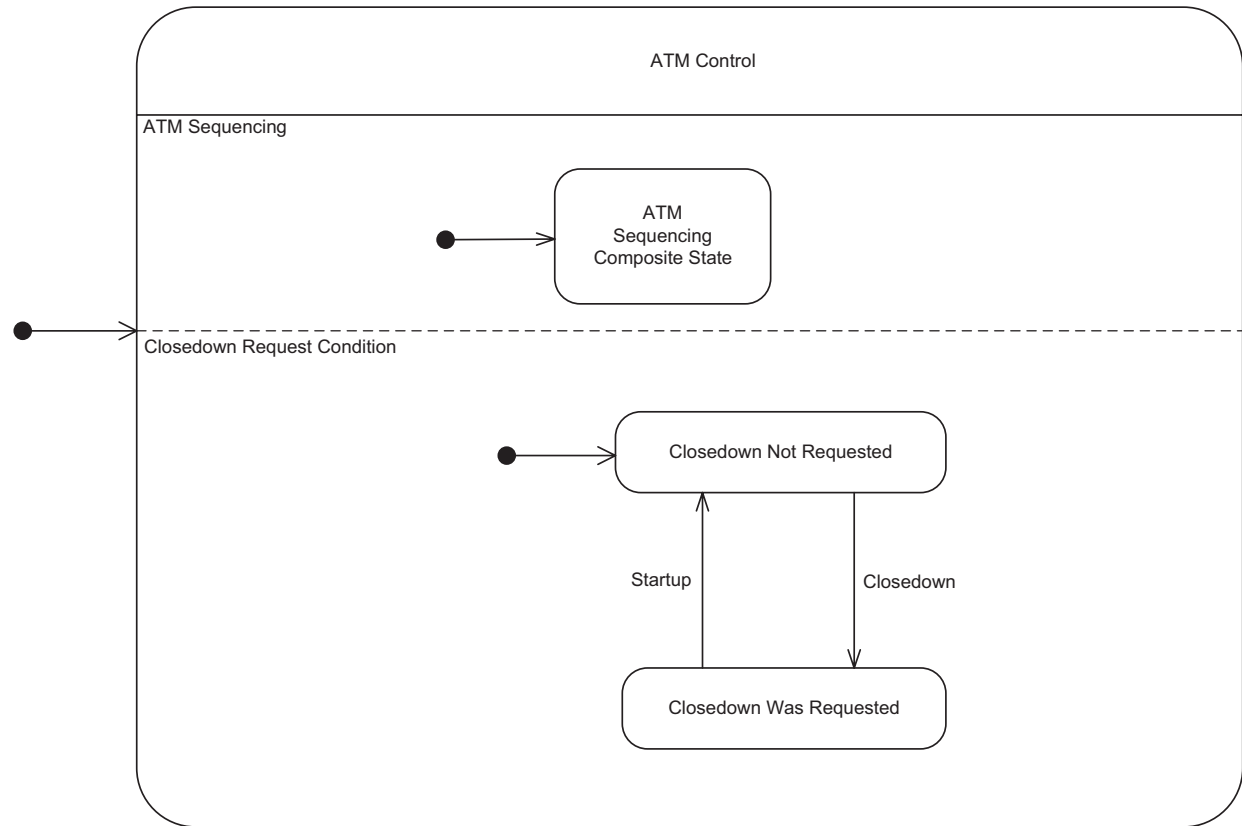 ATM Control
ATM Sequencing
ATM
Sequencing
Composite State
Closedown Request Condition
Closedown Not Requested
Startup
Closedown
Closedown Was Requested